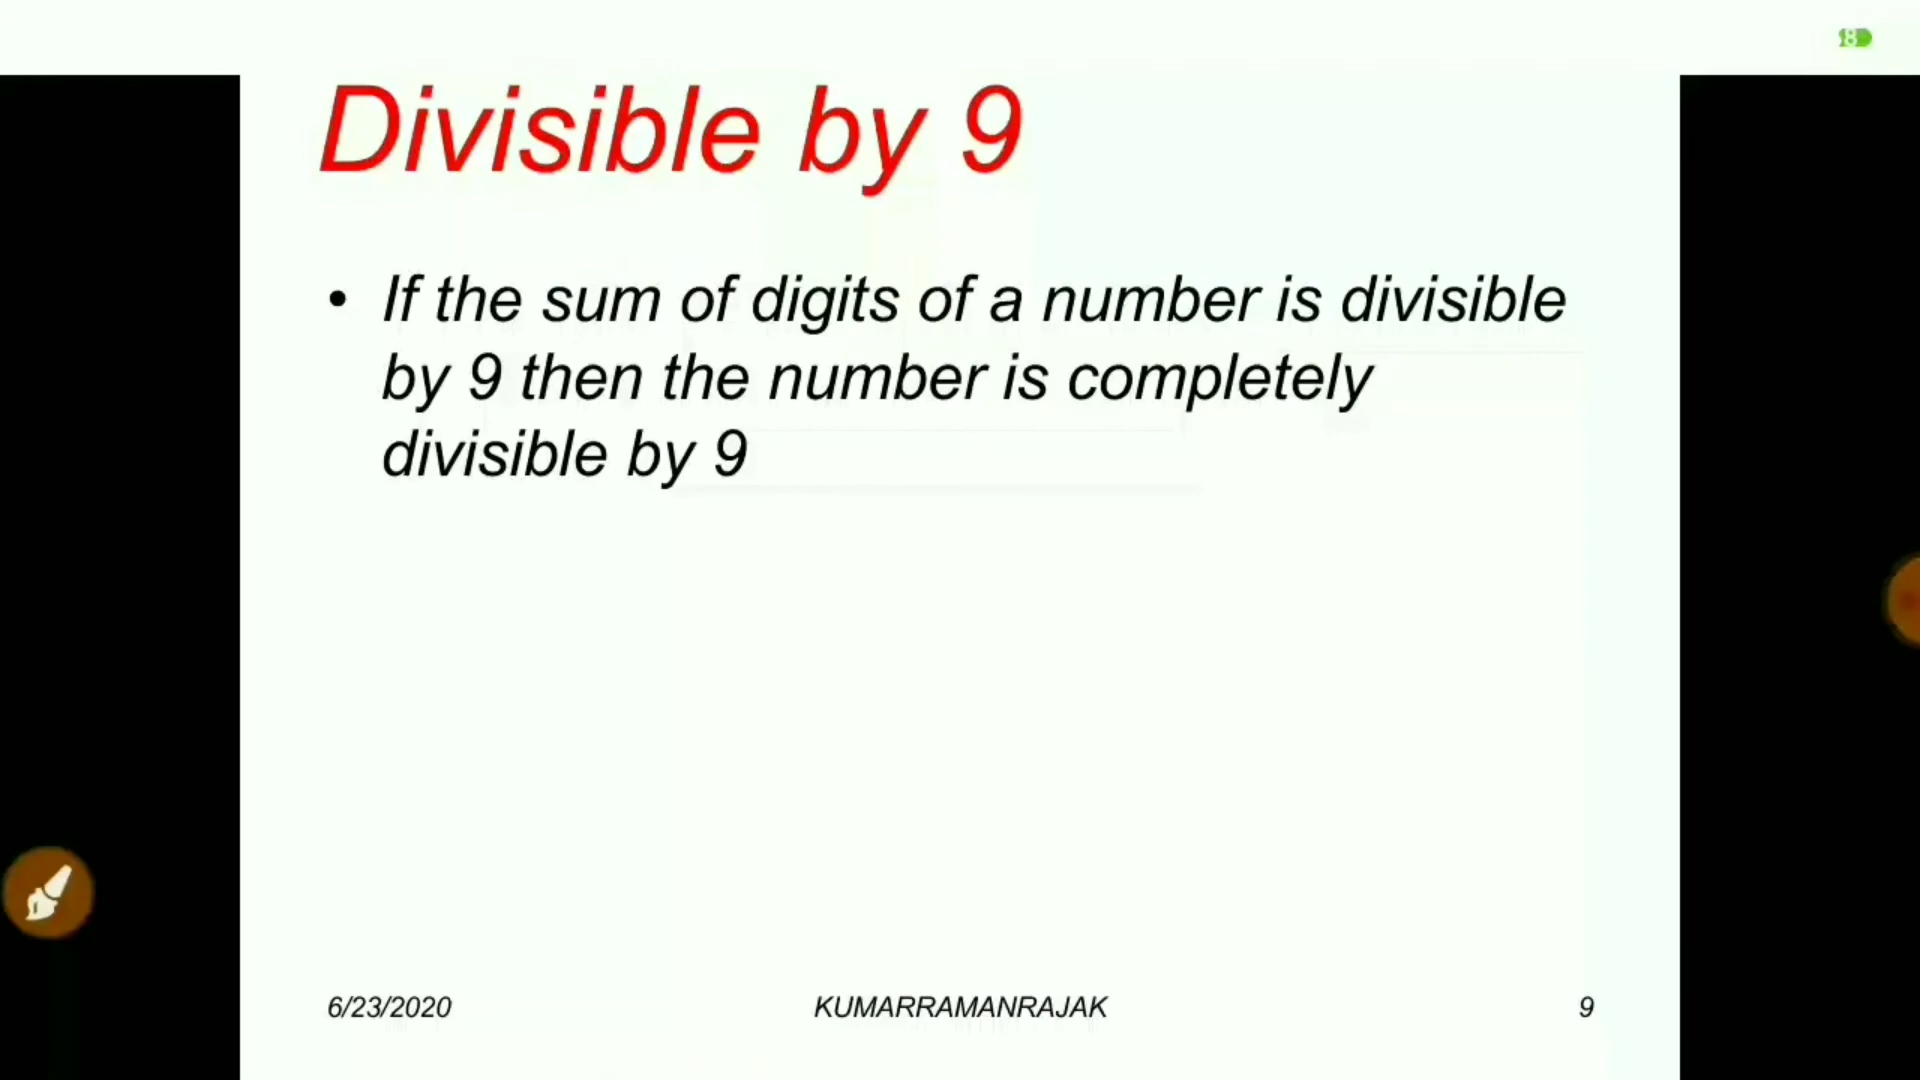 Divisible by 9
• If the sum of digits of a number is divisible
by 9 then the number is completely
divisible by 9
6/23/2020 KUMARRAMANRAJAK 9